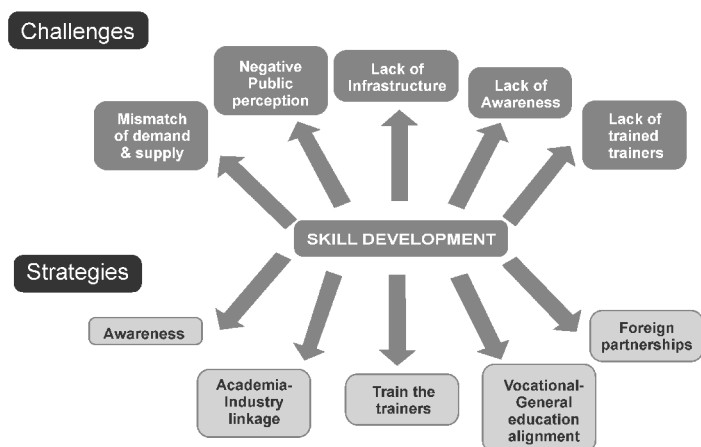 Challenges
Negative
Public
perception
Lack of
Infrastructure
Lack of
Awareness
Mismatch
of demand
& supply
Lack of
trained
trainers
SKILL DEVELOPMENT
Strategies
Awareness
Foreign
partnerships
Academia-
Industry
linkage
Train the
trainers
Vocational-
General
education
alignment